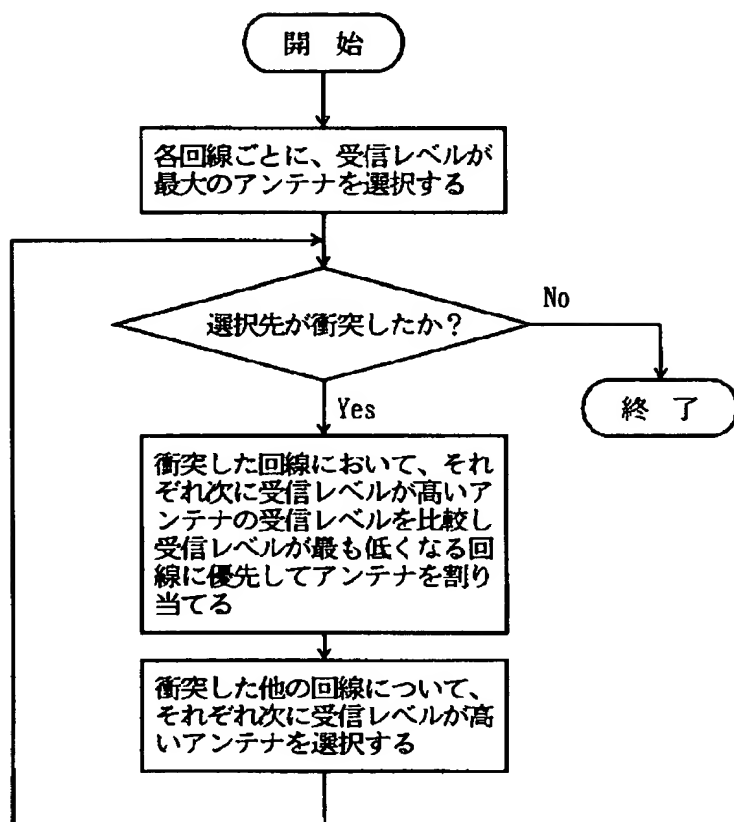 開 始
各回線ごとに、受信レベルが
最大のアンテナを選択する
選択先が衝突したか？
No
終 了
Yes
衝突した回線において、それ
ぞれ次に受信レベルが高いア
ンテナの受信レベルを比較し
受信レベルが最も低くなる回
線に優先してアンテナを割り
当てる
衝突した他の回線について、
それぞれ次に受信レベルが高
いアンテナを選択する